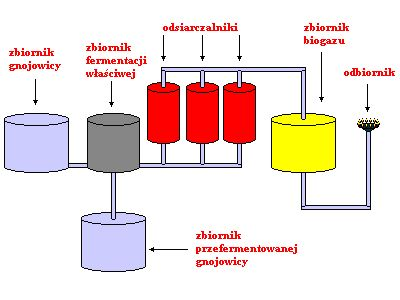 zbiornik
gnojowicy
zbiornik
fermentacji
właściwej
odsiarczalniki
zbiornik
biogazu
odbiornik
zbiornik
przefermentowanej
gnojowicy